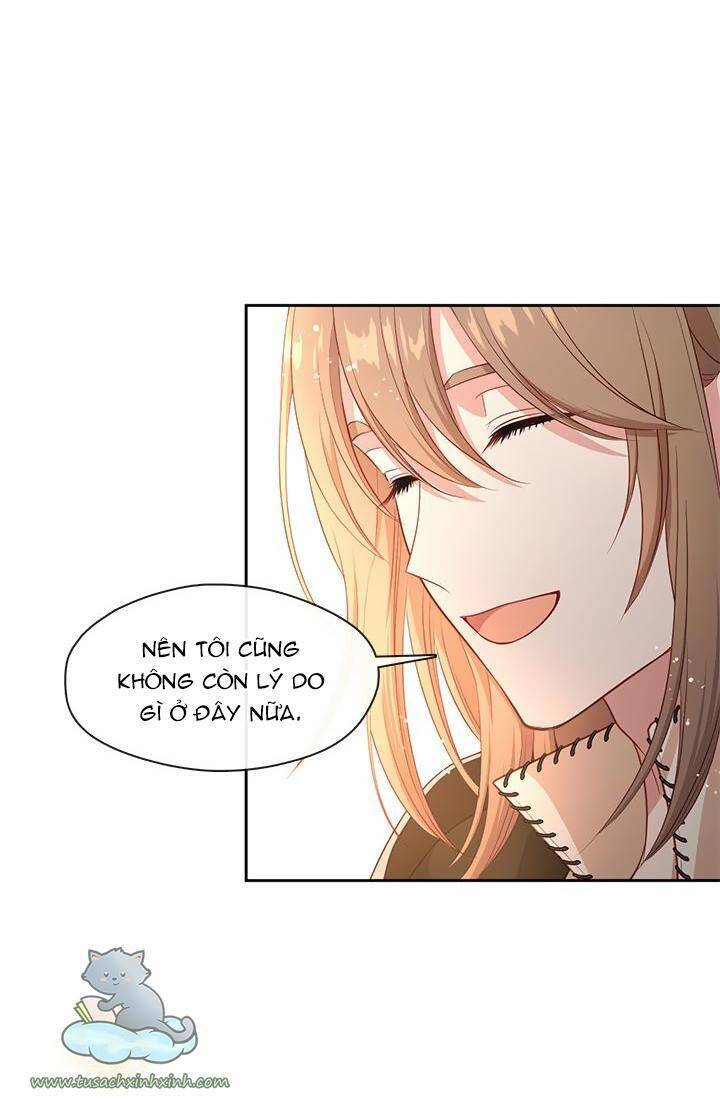 NÊN TÔI CŨNG
KHÔNG CÒN LÝ DO
GÌ Ở ĐÂY NỮA.
www.tusachxinhxinh.com